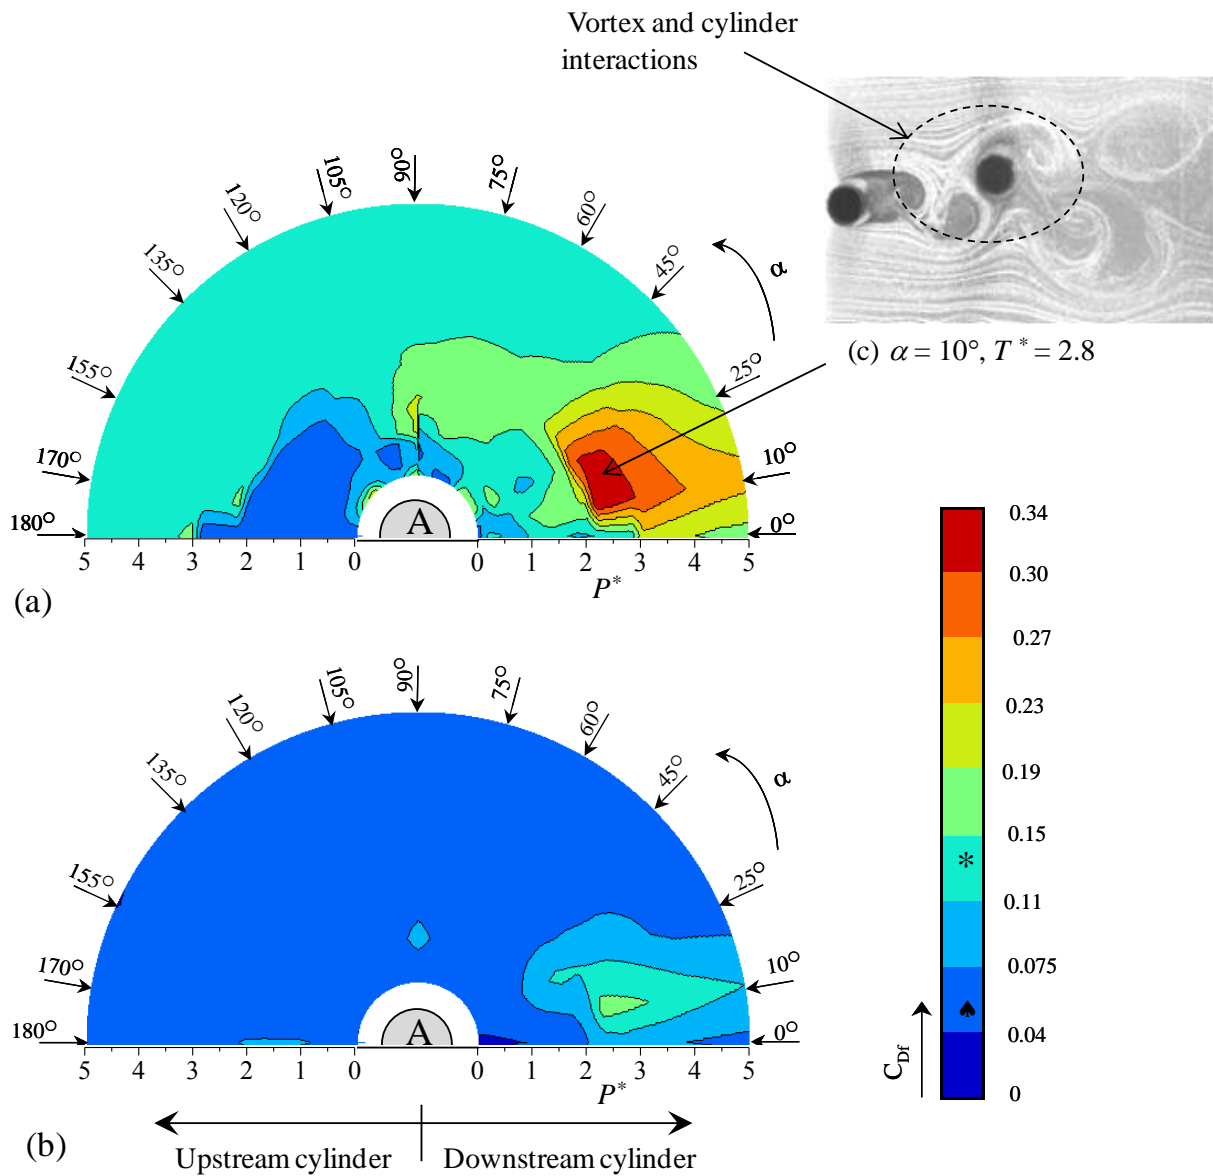 Vortex and cylinder
interactions
90°
105°
75°
120°
60°
135°
45°
α
155°
25°
170°
10°
180°
0°
A
5 4 3 2 1 0 0 1 2 3 4 5
P*
(a)
(c) α = 10°, T* = 2.8
0.34
0.30
0.27
0.23
0.19
0.15
*
0.11
0.075
♠
0.04
0
C_Df
90°
105°
75°
120°
60°
135°
45°
α
155°
25°
170°
10°
180°
0°
A
5 4 3 2 1 0 0 1 2 3 4 5
P*
(b)
Upstream cylinder Downstream cylinder